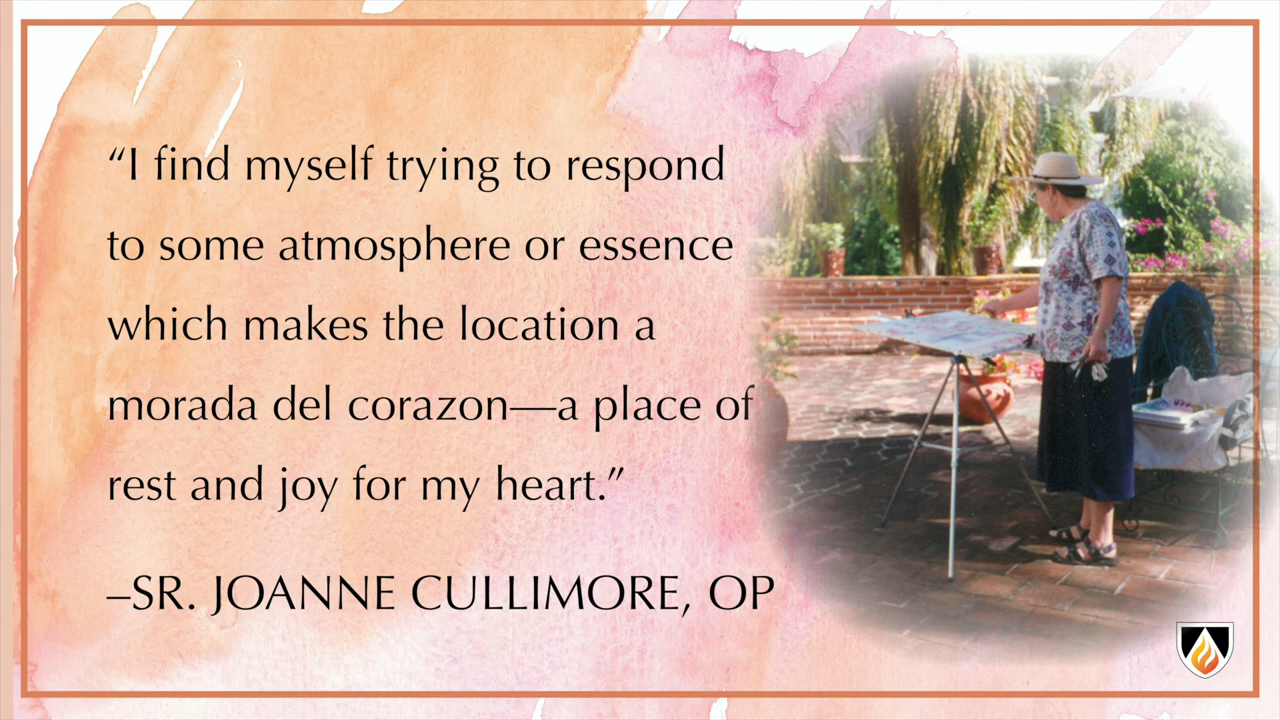 “I find myself trying to respond
to some atmosphere or essence
which makes the location a
morada del corazon—a place of
rest and joy for my heart.”
–SR. JOANNE CULLIMORE, OP